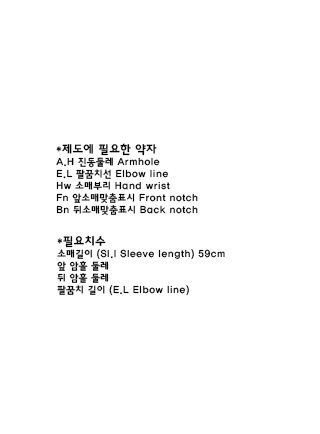 *제도에 필요한 약자
A.H 진동둘레 Armhole
E.L 팔꿈치선 Elbow line
Hw 소매부리 Hand wrist
Fn 앞소매맞춤표시 Front notch
Bn 뒤소매맞춤표시 Back notch
*필요치수
소매길이 (Sl.l Sleeve length) 59cm
앞 암홀 둘레
뒤 암홀 둘레
팔꿈치 길이 (E.L Elbow line)